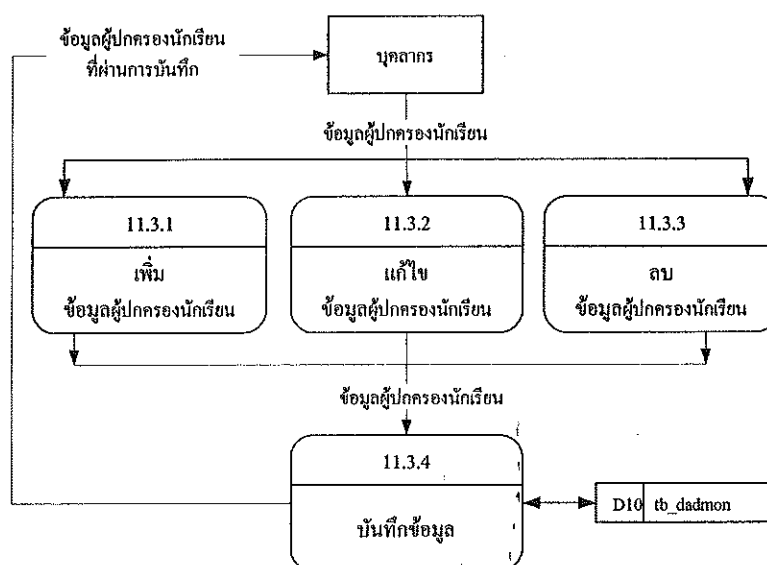 ข้อมูลผู้ปกครองนักเรียน
ที่ผ่านการบันทึก
บุคลากร
ข้อมูลผู้ปกครองนักเรียน
11.3.1
เพิ่ม
ข้อมูลผู้ปกครองนักเรียน
11.3.2
แก้ไข
ข้อมูลผู้ปกครองนักเรียน
11.3.3
ลบ
ข้อมูลผู้ปกครองนักเรียน
ข้อมูลผู้ปกครองนักเรียน
11.3.4
บันทึกข้อมูล
D10 tb_dadmon